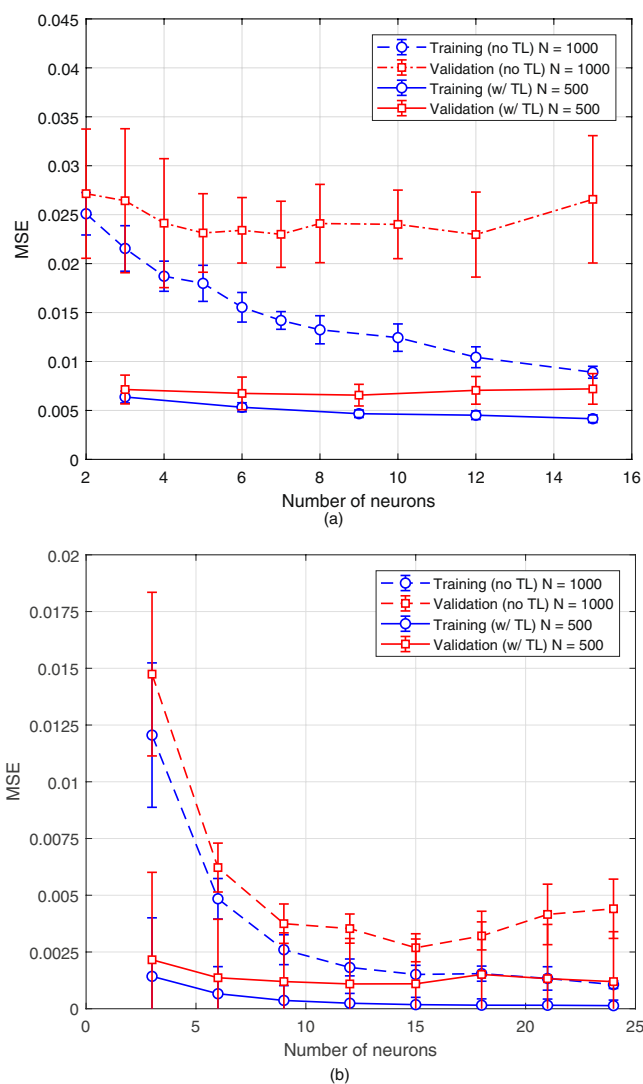 0.045
0.04
0.035
0.03
0.025
0.02
0.015
0.01
0.005
0
MSE
Training (no TL) N = 1000
Validation (no TL) N = 1000
Training (w/ TL) N = 500
Validation (w/ TL) N = 500
2 4 6 8 10 12 14 16
Number of neurons
(a)
0.02
0.0175
0.015
0.0125
0.01
0.0075
0.005
0.0025
0
MSE
Training (no TL) N = 1000
Validation (no TL) N = 1000
Training (w/ TL) N = 500
Validation (w/ TL) N = 500
0 5 10 15 20 25
Number of neurons
(b)